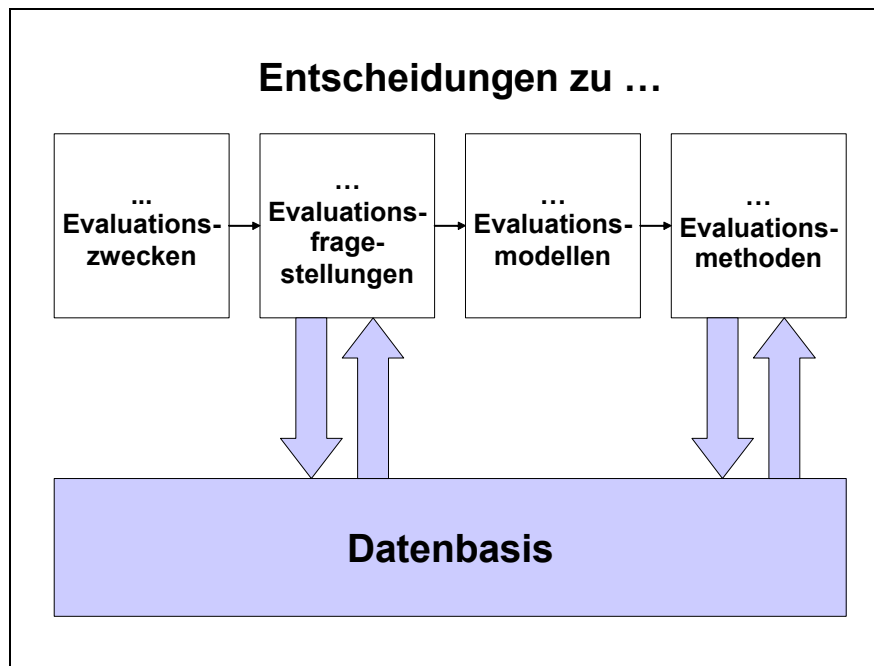 Entscheidungen zu …
...
Evaluations-
zwecken
…
Evaluations-
frage-
stellungen
…
Evaluations-
modellen
…
Evaluations-
methoden
Datenbasis